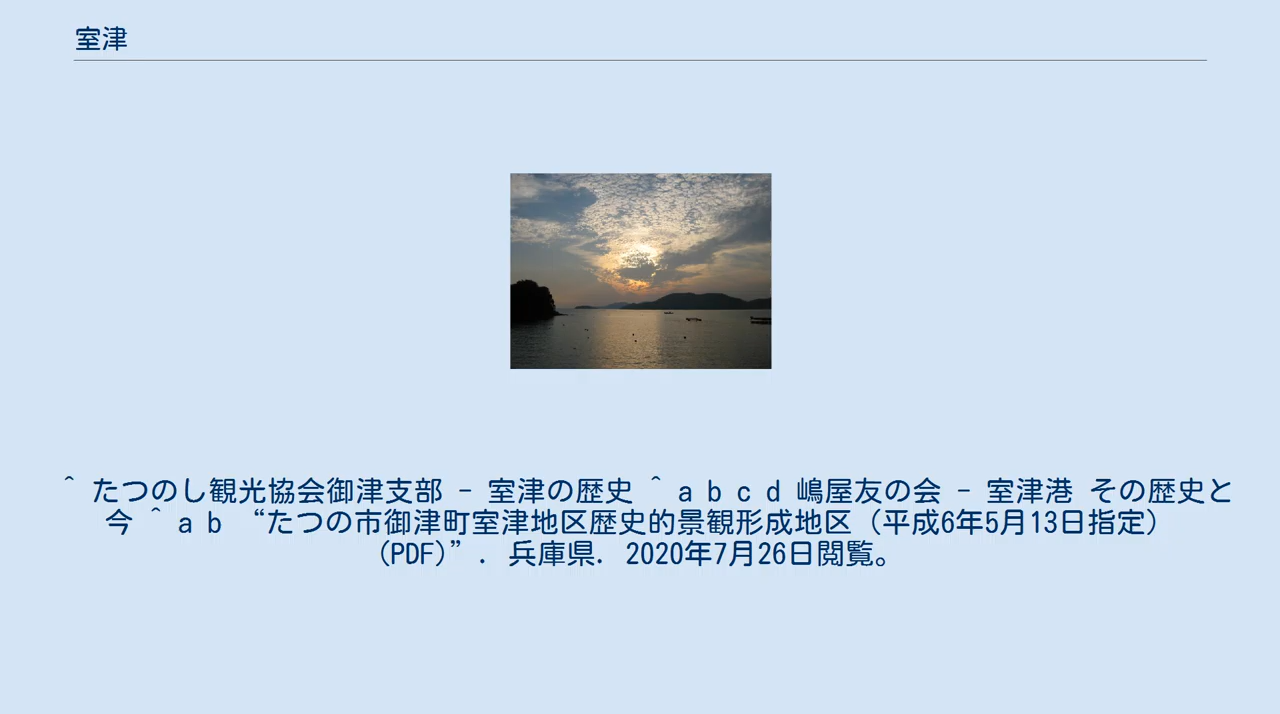 室津
^ たつのし観光協会御津支部 - 室津の歴史 ^ a b c d 嶋屋友の会 - 室津港 その歴史と
今 ^ a b “たつの市御津町室津地区歴史的景観形成地区（平成6年5月13日指定）
（PDF）”. 兵庫県. 2020年7月26日閲覧。